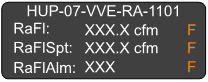 HUP-07-VVE-RA-1101
RaFl: XXX.X cfm F
RaFlSpt: XXX.X cfm F
RaFlAlm: XXX F